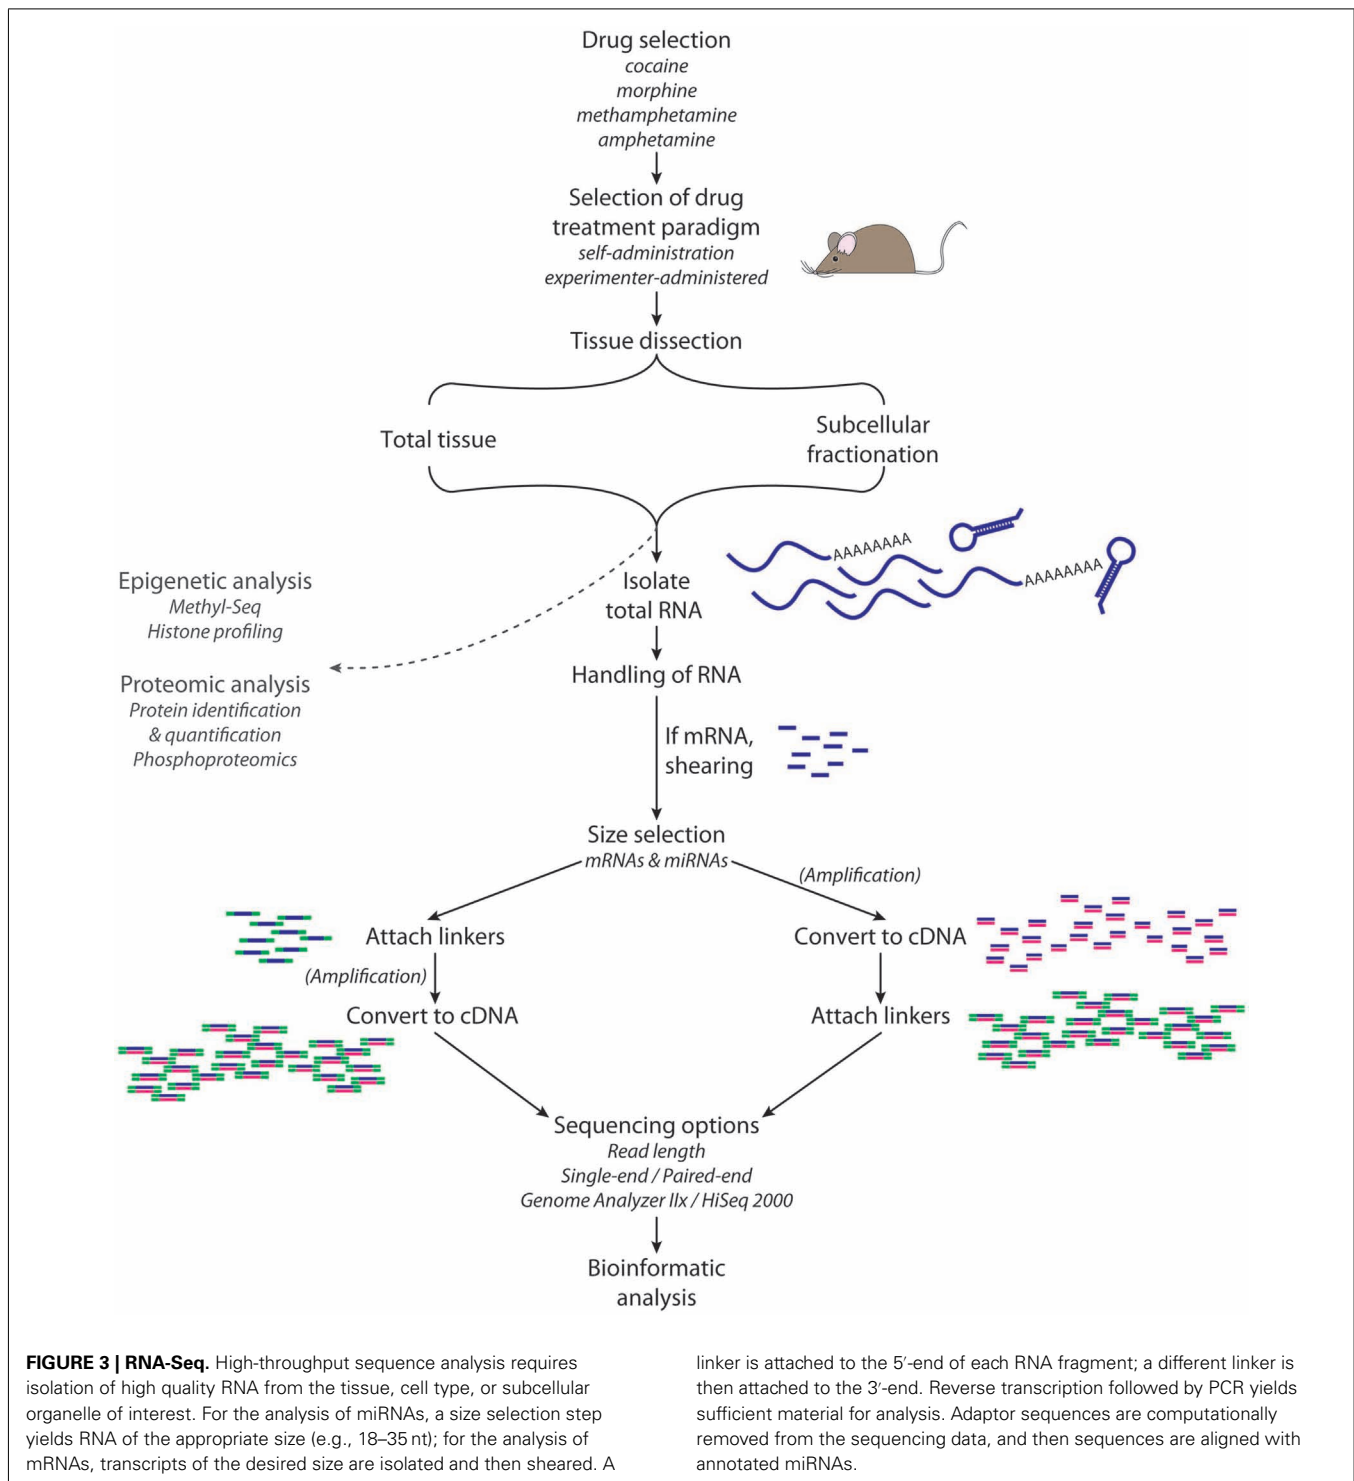 Drug selection
cocaine
morphine
methamphetamine
amphetamine
Selection of drug
treatment paradigm
self-administration
experimenter-administered
Tissue dissection
Total tissue
Subcellular
fractionation
AAAAAAAA
AAAAAAAA
Isolate
total RNA
Epigenetic analysis
Methyl-Seq
Histone profiling
Proteomic analysis
Protein identification
& quantification
Phosphoproteomics
Handling of RNA
If mRNA,
shearing
Size selection
mRNAs & miRNAs
(Amplification)
Attach linkers
(Amplification)
Convert to cDNA
Convert to cDNA
Attach linkers
Sequencing options
Read length
Single-end / Paired-end
Genome Analyzer IIx / HiSeq 2000
Bioinformatic
analysis
FIGURE 3 | RNA-Seq. High-throughput sequence analysis requires
isolation of high quality RNA from the tissue, cell type, or subcellular
organelle of interest. For the analysis of miRNAs, a size selection step
yields RNA of the appropriate size (e.g., 18–35 nt); for the analysis of
mRNAs, transcripts of the desired size are isolated and then sheared. A
linker is attached to the 5′-end of each RNA fragment; a different linker is
then attached to the 3′-end. Reverse transcription followed by PCR yields
sufficient material for analysis. Adaptor sequences are computationally
removed from the sequencing data, and then sequences are aligned with
annotated miRNAs.